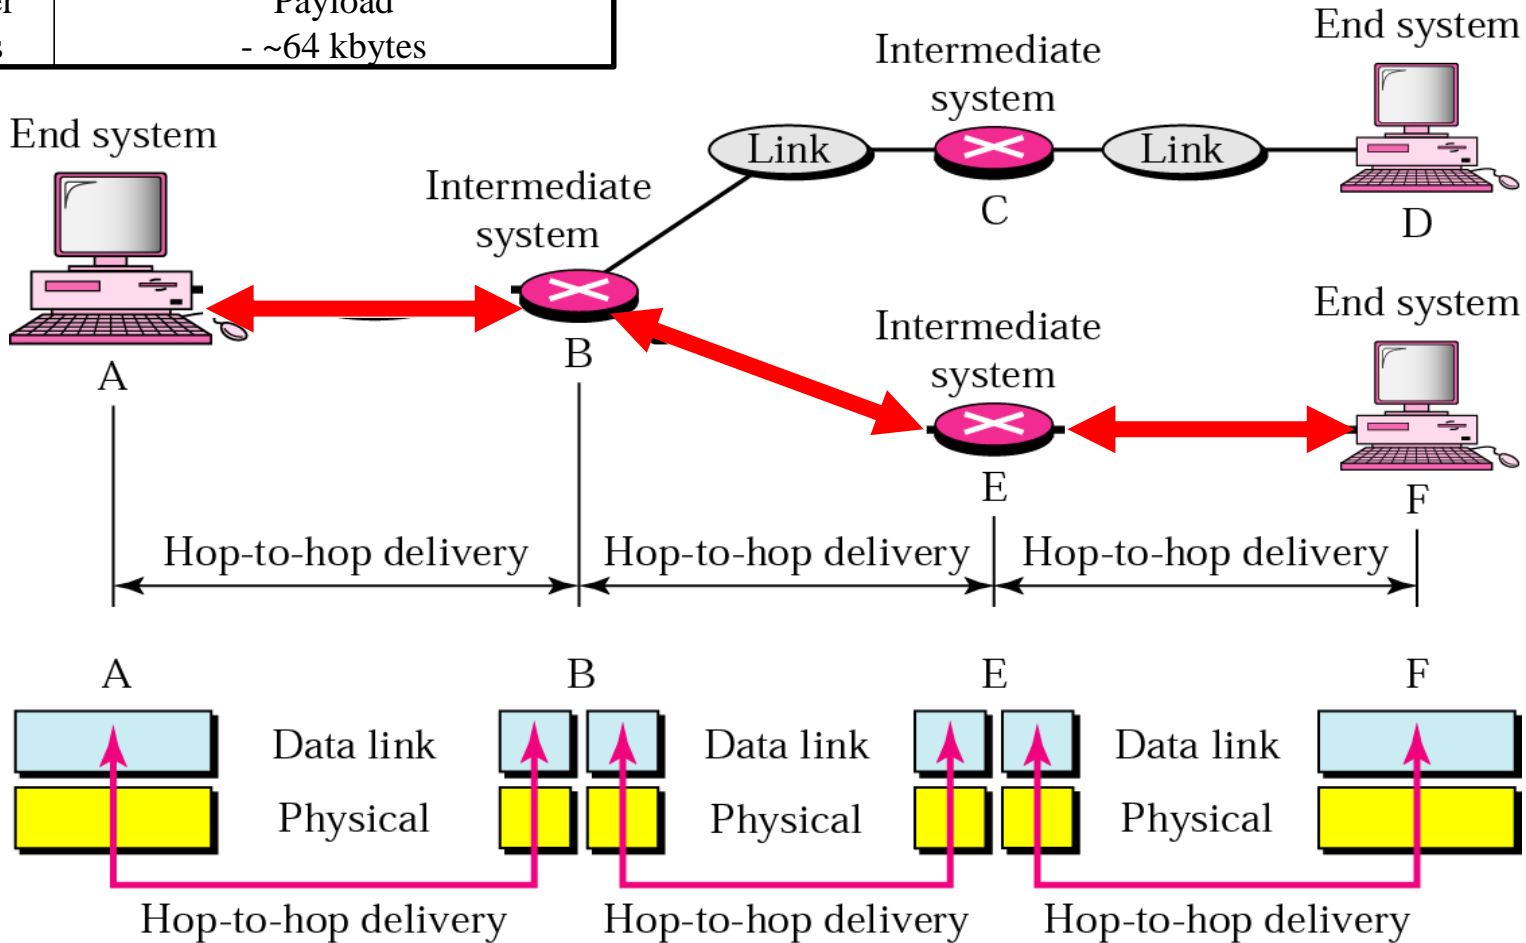 Payload
- ~64 kbytes
End system
Intermediate
system
End system
Link
Link
C
D
Intermediate
system
B
A
End system
Intermediate
system
E
F
Hop-to-hop delivery
Hop-to-hop delivery
Hop-to-hop delivery
A
B
E
F
Data link
Data link
Data link
Physical
Physical
Physical
Hop-to-hop delivery
Hop-to-hop delivery
Hop-to-hop delivery